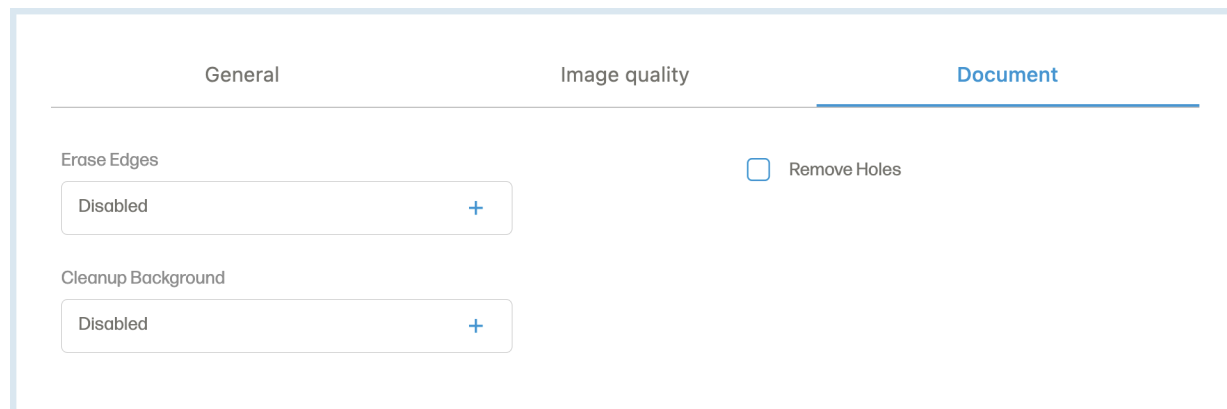 General
Image quality
Document
Erase Edges
Disabled
Remove Holes
Cleanup Background
Disabled